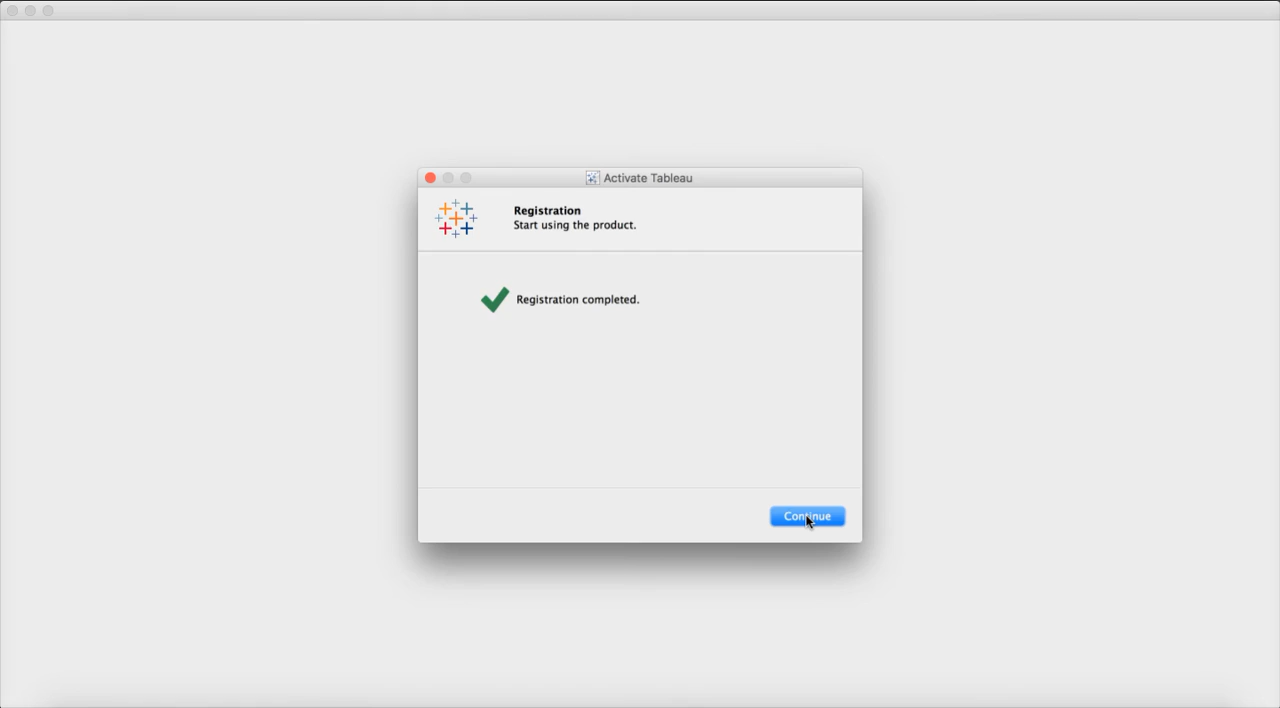 Activate Tableau
Registration
Start using the product.
Registration completed.
Continue